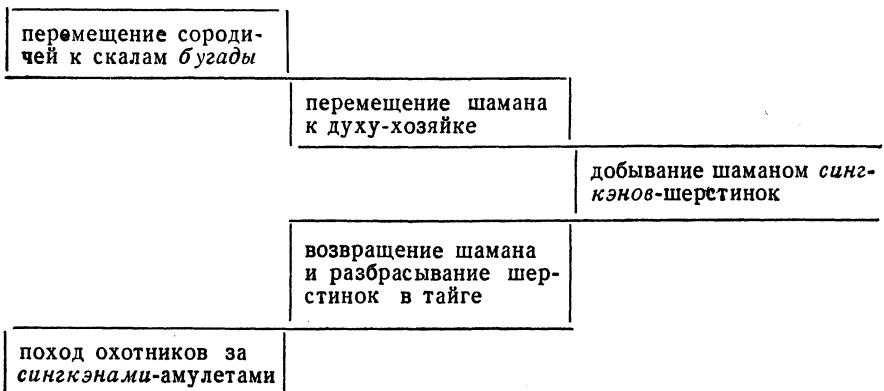 перемещение сороди-
чей к скалам бугады
перемещение шамана
к духу-хозяйке
добывание шаманом синг-
кэнов-шерстинок
возвращение шамана
и разбрасывание шер-
стинок в тайге
поход охотников за
сингкэнами-амулетами